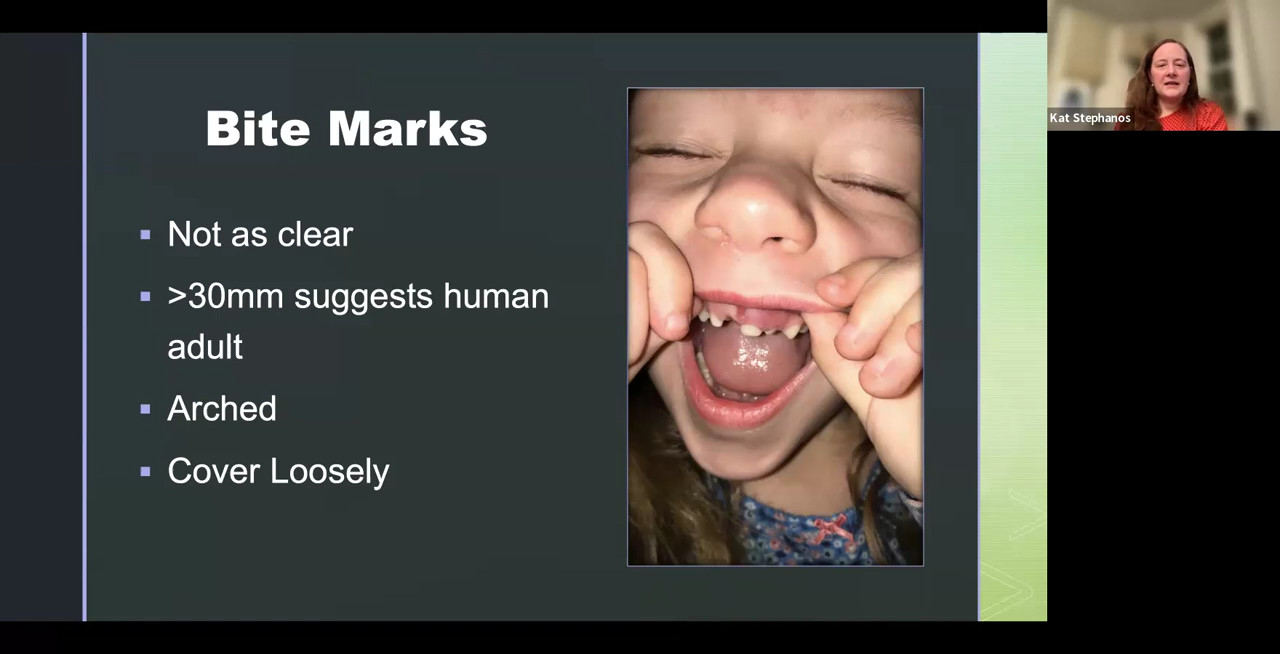 Bite Marks
Not as clear
>30mm suggests human
adult
Arched
Cover Loosely
Kat Stephanos